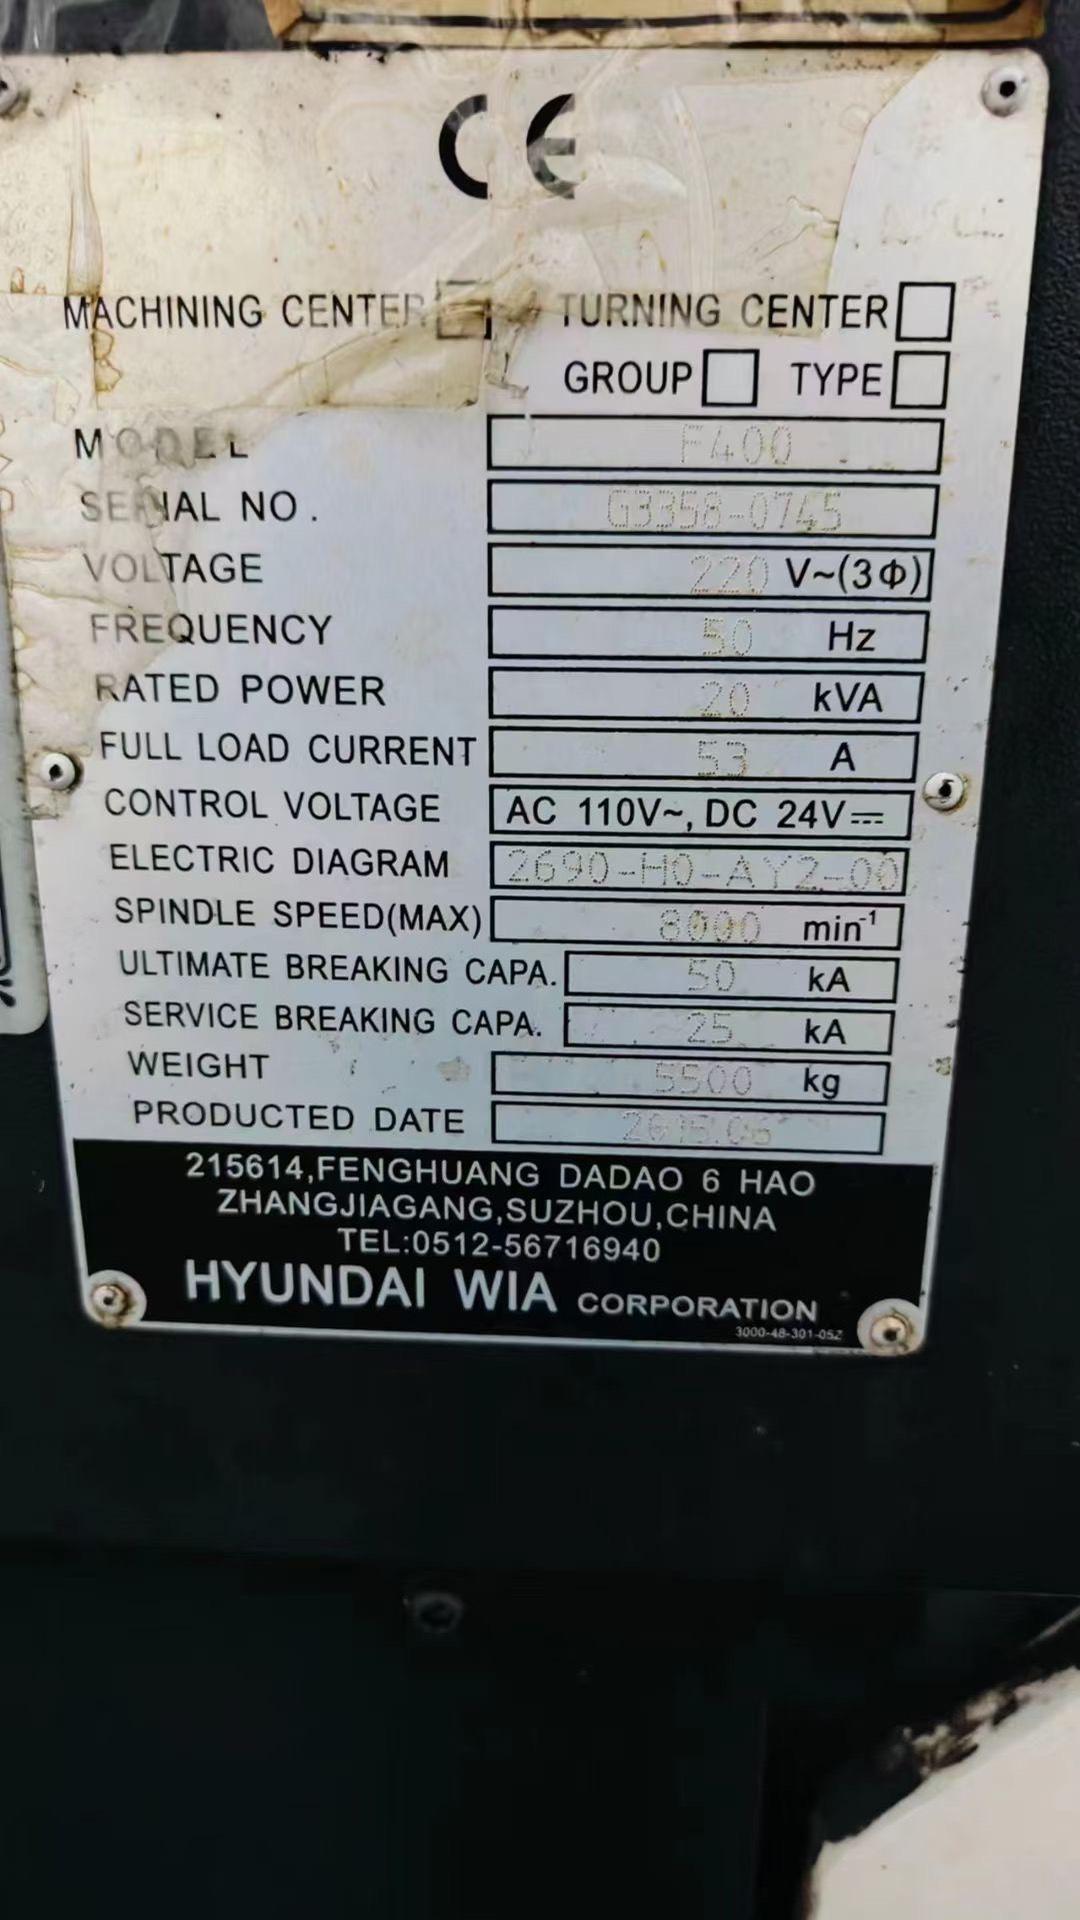 CE
MACHINING CENTER TURNING CENTER
GROUP TYPE
MODEL F400
SERIAL NO. G3358-0745
VOLTAGE 220 V~(3Φ)
FREQUENCY 50 Hz
RATED POWER 20 kVA
FULL LOAD CURRENT 53 A
CONTROL VOLTAGE AC 110V~, DC 24V⎓
ELECTRIC DIAGRAM 2690-H0-AY2-00
SPINDLE SPEED(MAX) 8000 min⁻¹
ULTIMATE BREAKING CAPA. 50 kA
SERVICE BREAKING CAPA. 25 kA
WEIGHT 5500 kg
PRODUCTED DATE
215614,FENGHUANG DADAO 6 HAO
ZHANGJIAGANG,SUZHOU,CHINA
TEL:0512-56716940
HYUNDAI WIA CORPORATION
3000-48-301-05Z